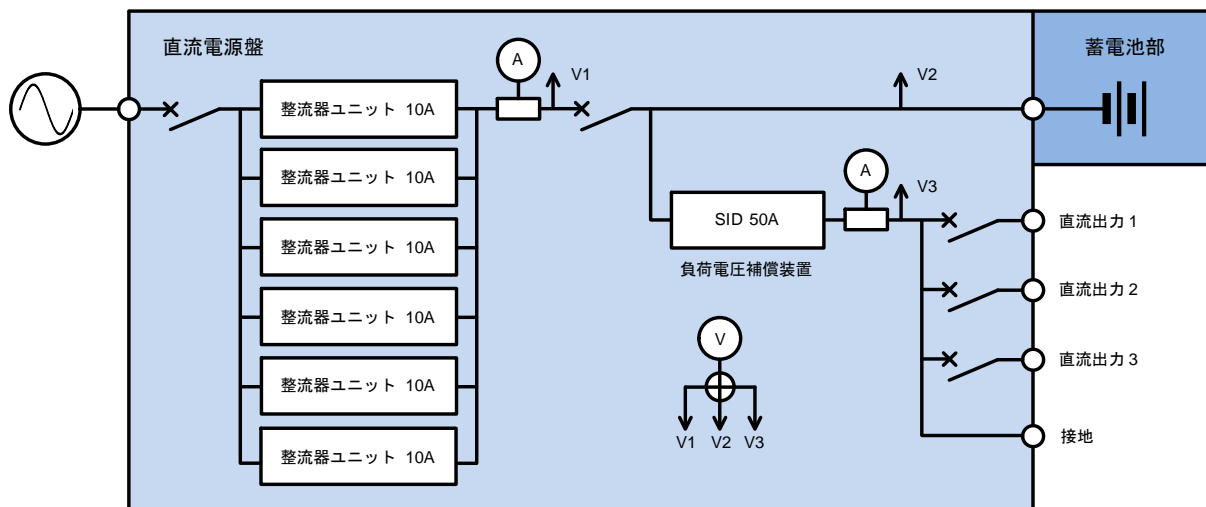 直流電源盤
蓄電池部
A
V1
V2
整流器ユニット 10A
整流器ユニット 10A
整流器ユニット 10A
整流器ユニット 10A
整流器ユニット 10A
整流器ユニット 10A
A
V3
SID 50A
負荷電圧補償装置
直流出力1
直流出力2
直流出力3
接地
V
V1 V2 V3